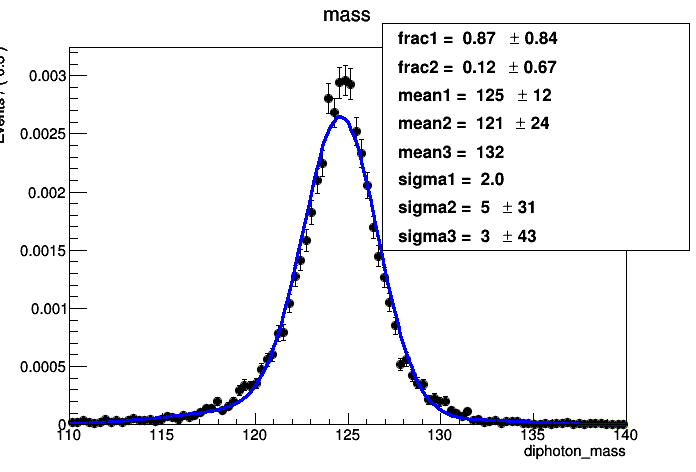 mass
frac1 = 0.87 ± 0.84
frac2 = 0.12 ± 0.67
mean1 = 125 ± 12
mean2 = 121 ± 24
mean3 = 132
sigma1 = 2.0
sigma2 = 5 ± 31
sigma3 = 3 ± 43
0.003
0.0025
0.002
0.0015
0.001
0.0005
0
110 115 120 125 130 135 140
diphoton_mass